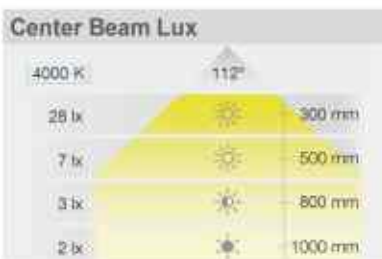 Center Beam Lux
4000 K 112°
28 lx 300 mm
7 lx 500 mm
3 lx 800 mm
2 lx 1000 mm